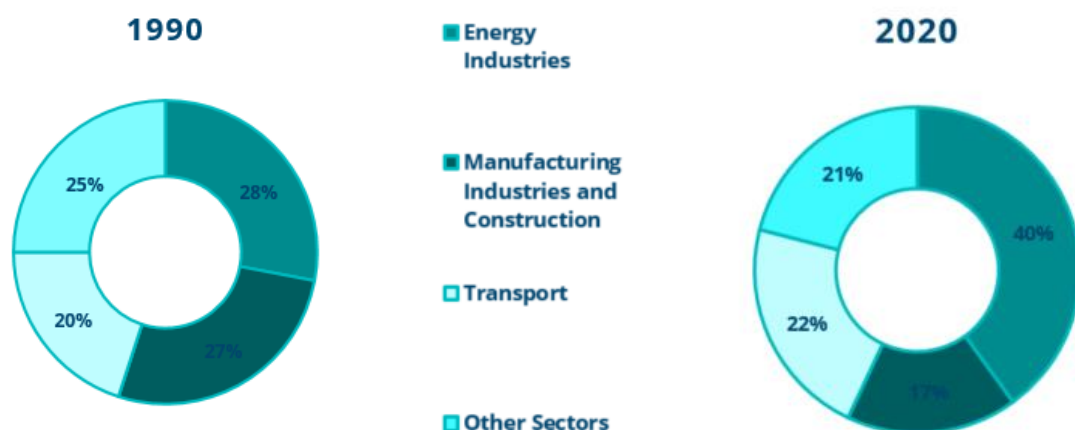 1990
28%
27%
20%
25%
Energy
Industries
Manufacturing
Industries and
Construction
Transport
Other Sectors
2020
40%
17%
22%
21%